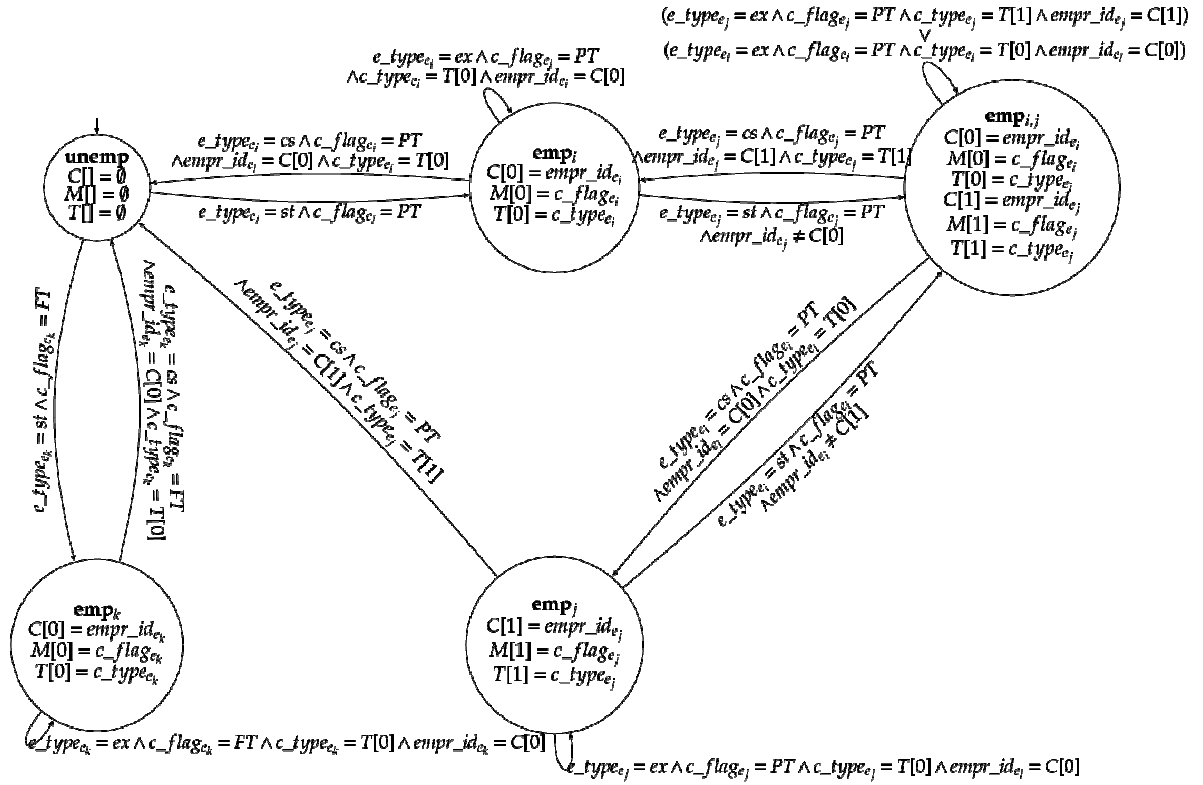 (e_type_{e_j} = ex ∧ c_flag_{e_j} = PT ∧ c_type_{e_j} = T[1] ∧ empr_id_{e_j} = C[1])
∨
(e_type_{e_i} = ex ∧ c_flag_{e_i} = PT ∧ c_type_{e_i} = T[0] ∧ empr_id_{e_i} = C[0])
e_type_{e_i} = ex ∧ c_flag_{e_i} = PT
∧c_type_{e_i} = T[0] ∧ empr_id_{e_i} = C[0]
unemp
C[] = ∅
M[] = ∅
T[] = ∅
e_type_{e_i} = cs ∧ c_flag_{e_i} = PT
∧empr_id_{e_i} = C[0] ∧ c_type_{e_i} = T[0]
e_type_{e_i} = st ∧ c_flag_{e_i} = PT
emp_i
C[0] = empr_id_{e_i}
M[0] = c_flag_{e_i}
T[0] = c_type_{e_i}
e_type_{e_j} = cs ∧ c_flag_{e_j} = PT
∧empr_id_{e_j} = C[1] ∧ c_type_{e_j} = T[1]
e_type_{e_j} = st ∧ c_flag_{e_j} = PT
∧empr_id_{e_j} ≠ C[0]
emp_{i,j}
C[0] = empr_id_{e_i}
M[0] = c_flag_{e_i}
T[0] = c_type_{e_i}
C[1] = empr_id_{e_j}
M[1] = c_flag_{e_j}
T[1] = c_type_{e_j}
e_type_{e_k} = st ∧ c_flag_{e_k} = FT
e_type_{e_k} = cs ∧ c_flag_{e_k} = FT
∧empr_id_{e_k} = C[0] ∧ c_type_{e_k} = T[0]
e_type_{e_j} = cs ∧ c_flag_{e_j} = PT
∧empr_id_{e_j} = C[1] ∧ c_type_{e_j} = T[1]
e_type_{e_i} = cs ∧ c_flag_{e_i} = PT
∧empr_id_{e_i} = C[0] ∧ c_type_{e_i} = T[0]
e_type_{e_i} = st ∧ c_flag_{e_i} = PT
∧empr_id_{e_i} ≠ C[1]
emp_k
C[0] = empr_id_{e_k}
M[0] = c_flag_{e_k}
T[0] = c_type_{e_k}
emp_j
C[1] = empr_id_{e_j}
M[1] = c_flag_{e_j}
T[1] = c_type_{e_j}
e_type_{e_k} = ex ∧ c_flag_{e_k} = FT ∧ c_type_{e_k} = T[0] ∧ empr_id_{e_k} = C[0]
e_type_{e_j} = ex ∧ c_flag_{e_j} = PT ∧ c_type_{e_j} = T[0] ∧ empr_id_{e_j} = C[0]